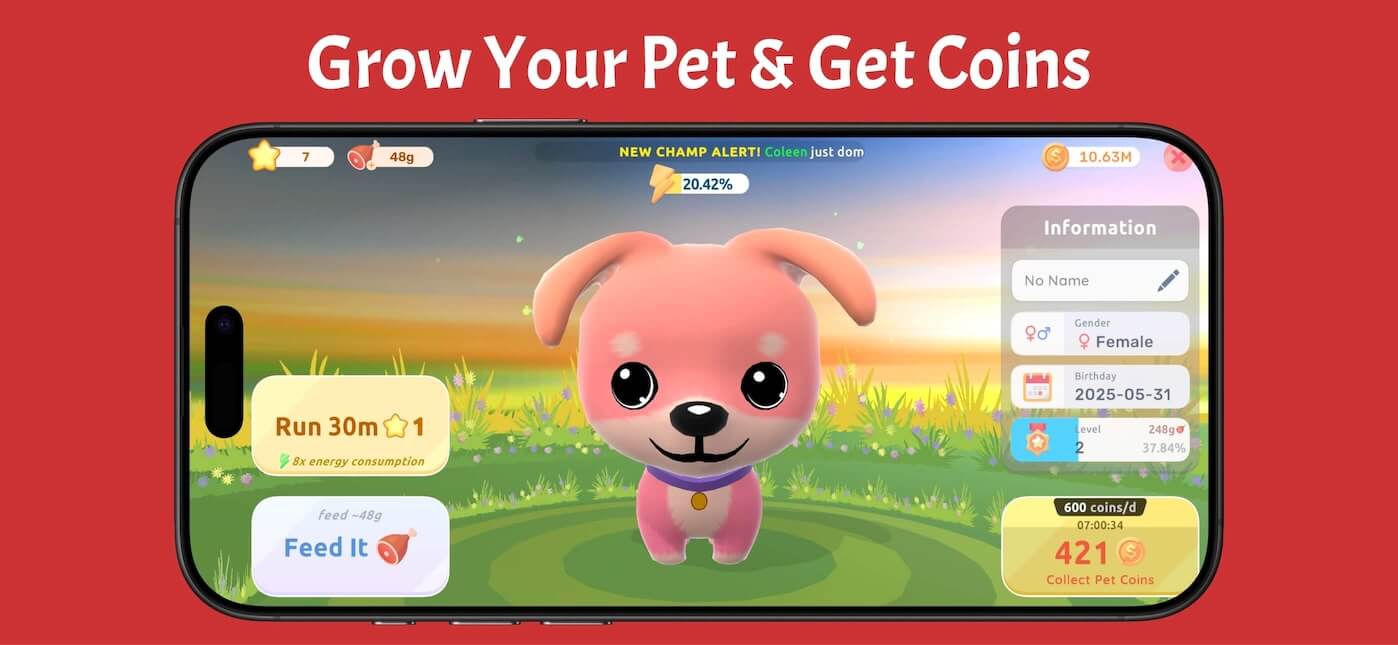 Grow Your Pet & Get Coins
7
48g
NEW CHAMP ALERT! Coleen just dom
10.63M
20.42%
Information
No Name
Gender
Female
Birthday
2025-05-31
Level
248g
2
37.84%
Run 30m 1
8x energy consumption
feed ~48g
Feed It
600 coins/d
07:00:34
421
Collect Pet Coins